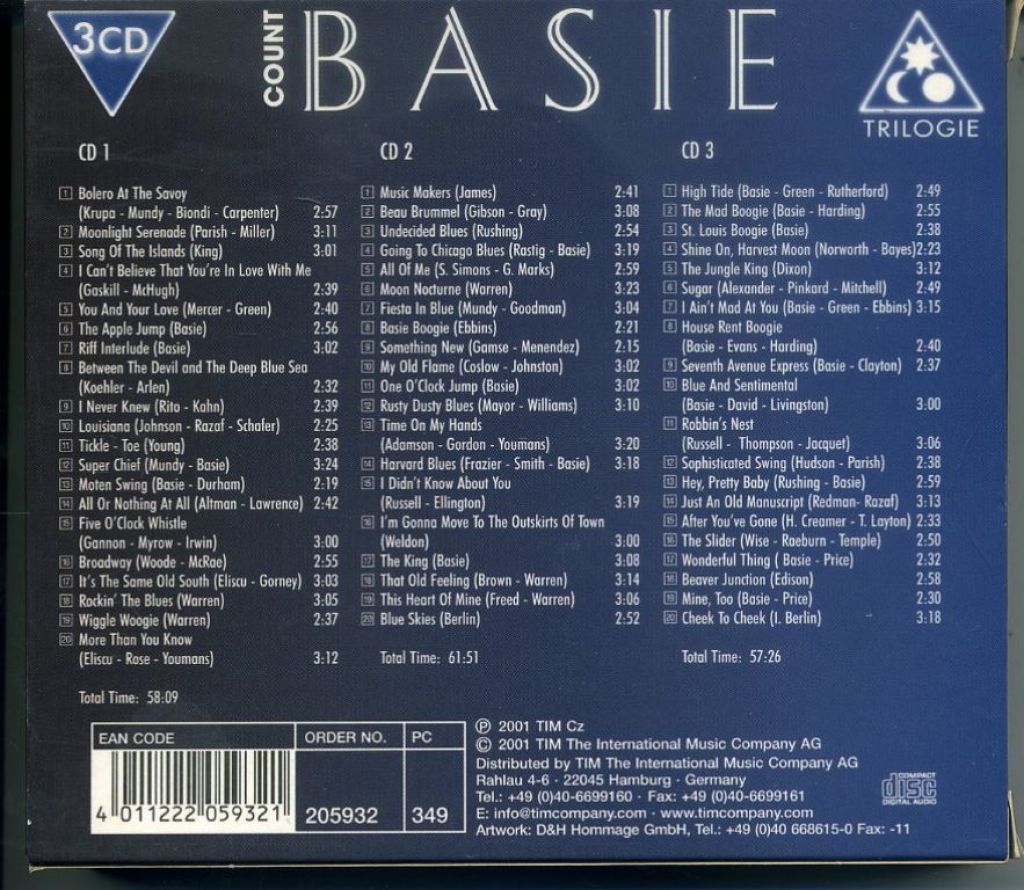 3CD
COUNT
BASIE
TRILOGIE
CD 1
1 Bolero At The Savoy
(Krupa - Mundy - Biondi - Carpenter) 2:57
2 Moonlight Serenade (Parish - Miller) 3:11
3 Song Of The Islands (King) 3:01
4 I Can't Believe That You're In Love With Me
(Gaskill - McHugh) 2:39
5 You And Your Love (Mercer - Green) 2:40
6 The Apple Jump (Basie) 2:56
7 Riff Interlude (Basie) 3:02
8 Between The Devil and The Deep Blue Sea
(Koehler - Arlen) 2:32
9 I Never Knew (Rito - Kahn) 2:39
10 Louisiana (Johnson - Razaf - Schafer) 2:25
11 Tickle - Toe (Young) 2:38
12 Super Chief (Mundy - Basie) 3:24
13 Moten Swing (Basie - Durham) 2:19
14 All Or Nothing At All (Altman - Lawrence) 2:42
15 Five O'Clock Whistle
(Gannon - Myrow - Irwin) 3:00
16 Broadway (Woode - McRae) 2:55
17 It's The Same Old South (Eliscu - Gorney) 3:03
18 Rockin' The Blues (Warren) 3:05
19 Wiggle Woogie (Warren) 2:37
20 More Than You Know
(Eliscu - Rose - Youmans) 3:12
Total Time: 58:09
CD 2
1 Music Makers (James) 2:41
2 Beau Brummel (Gibson - Gray) 3:08
3 Undecided Blues (Rushing) 2:54
4 Going To Chicago Blues (Rastig - Basie) 3:19
5 All Of Me (S. Simons - G. Marks) 2:59
6 Moon Nocturne (Warren) 3:23
7 Fiesta In Blue (Mundy - Goodman) 3:04
8 Basie Boogie (Ebbins) 2:21
9 Something New (Gamse - Menendez) 2:15
10 My Old Flame (Coslow - Johnston) 3:02
11 One O'Clock Jump (Basie) 3:02
12 Rusty Dusty Blues (Mayor - Williams) 3:10
13 Time On My Hands
(Adamson - Gordon - Youmans) 3:20
14 Harvard Blues (Frazier - Smith - Basie) 3:18
15 I Didn't Know About You
(Russell - Ellington) 3:19
16 I'm Gonna Move To The Outskirts Of Town
(Weldon) 3:00
17 The King (Basie) 3:08
18 That Old Feeling (Brown - Warren) 3:14
19 This Heart Of Mine (Freed - Warren) 3:06
20 Blue Skies (Berlin) 2:52
Total Time: 61:51
CD 3
1 High Tide (Basie - Green - Rutherford) 2:49
2 The Mad Boogie (Basie - Harding) 2:55
3 St. Louis Boogie (Basie) 2:38
4 Shine On, Harvest Moon (Norworth - Bayes) 2:23
5 The Jungle King (Dixon) 3:12
6 Sugar (Alexander - Pinkard - Mitchell) 2:49
7 I Ain't Mad At You (Basie - Green - Ebbins) 3:15
8 House Rent Boogie
(Basie - Evans - Harding) 2:40
9 Seventh Avenue Express (Basie - Clayton) 2:37
10 Blue And Sentimental
(Basie - David - Livingston) 3:00
11 Robbin's Nest
(Russell - Thompson - Jacquet) 3:06
12 Sophisticated Swing (Hudson - Parish) 2:38
13 Hey, Pretty Baby (Rushing - Basie) 2:59
14 Just An Old Manuscript (Redman- Razaf) 3:13
15 After You've Gone (H. Creamer - T. Layton) 2:33
16 The Slider (Wise - Raeburn - Temple) 2:50
17 Wonderful Thing ( Basie - Price) 2:32
18 Beaver Junction (Edison) 2:58
19 Mine, Too (Basie - Price) 2:30
20 Cheek To Cheek (I. Berlin) 3:18
Total Time: 57:26
EAN CODE ORDER NO. PC
4 011222 059321 205932 349
℗ 2001 TIM Cz
© 2001 TIM The International Music Company AG
Distributed by TIM The International Music Company AG
Rahlau 4-6 · 22045 Hamburg · Germany
Tel.: +49 (0)40-6699160 · Fax: +49 (0)40-6699161
E: info@timcompany.com · www.timcompany.com
Artwork: D&H Hommage GmbH, Tel.: +49 (0)40 668615-0 Fax: -11
COMPACT
disc
DIGITAL AUDIO